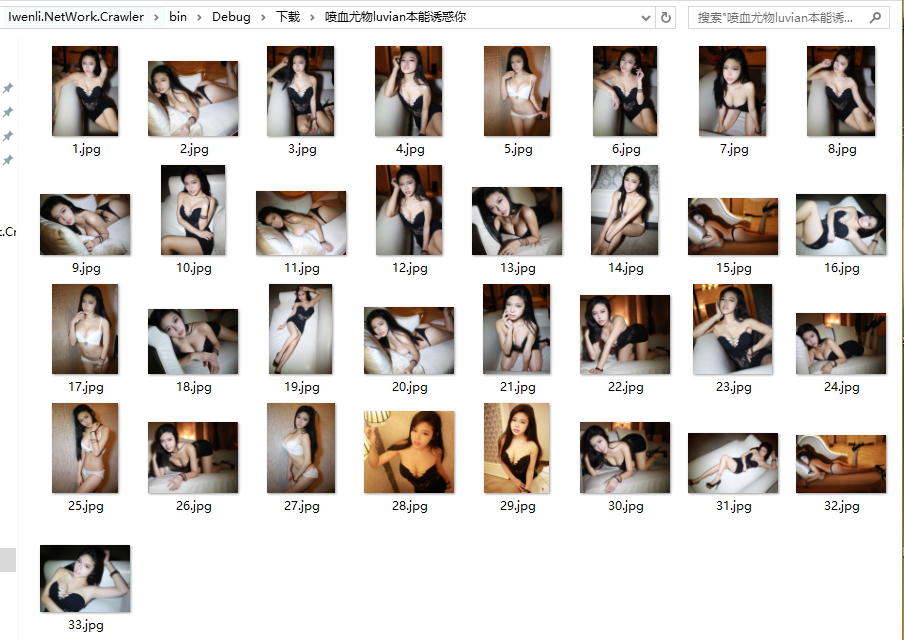 Iwenli.NetWork.Crawler > bin > Debug > 下载 > 喷血尤物luvian本能诱惑你
搜索"喷血尤物luvian本能诱...
1.jpg 2.jpg 3.jpg 4.jpg 5.jpg 6.jpg 7.jpg 8.jpg
t.Cr
9.jpg 10.jpg 11.jpg 12.jpg 13.jpg 14.jpg 15.jpg 16.jpg
17.jpg 18.jpg 19.jpg 20.jpg 21.jpg 22.jpg 23.jpg 24.jpg
25.jpg 26.jpg 27.jpg 28.jpg 29.jpg 30.jpg 31.jpg 32.jpg
33.jpg